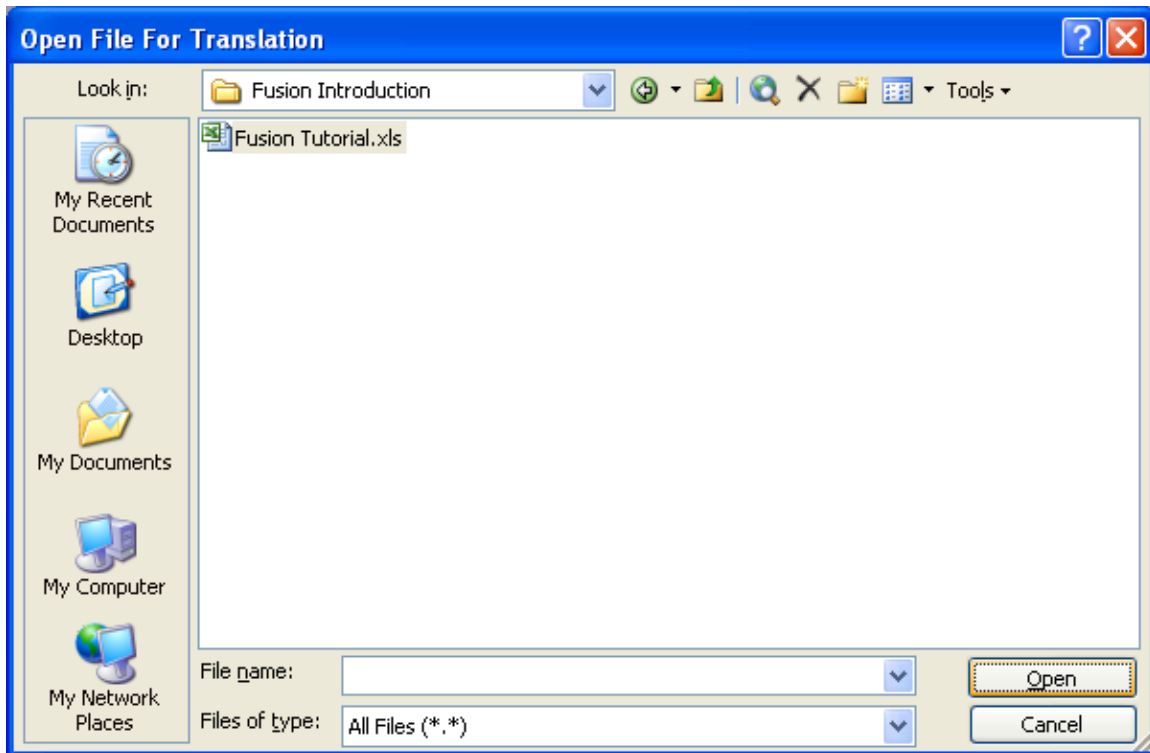 Open File For Translation
Look in:
Fusion Introduction
Tools
Fusion Tutorial.xls
My Recent
Documents
Desktop
My Documents
My Computer
My Network
Places
File name:
Open
Files of type:
All Files (*.*)
Cancel